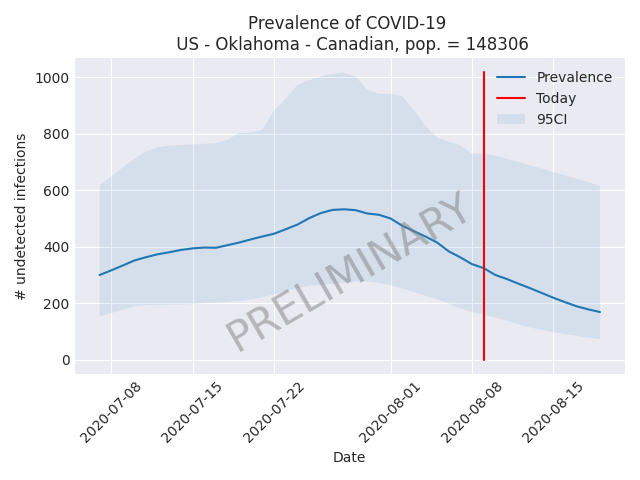 Prevalence of COVID-19
US - Oklahoma - Canadian, pop. = 148306
Prevalence
Today
95CI
# undetected infections
1000
800
600
400
200
0
PRELIMINARY
2020-07-08
2020-07-15
2020-07-22
2020-08-01
2020-08-08
2020-08-15
Date